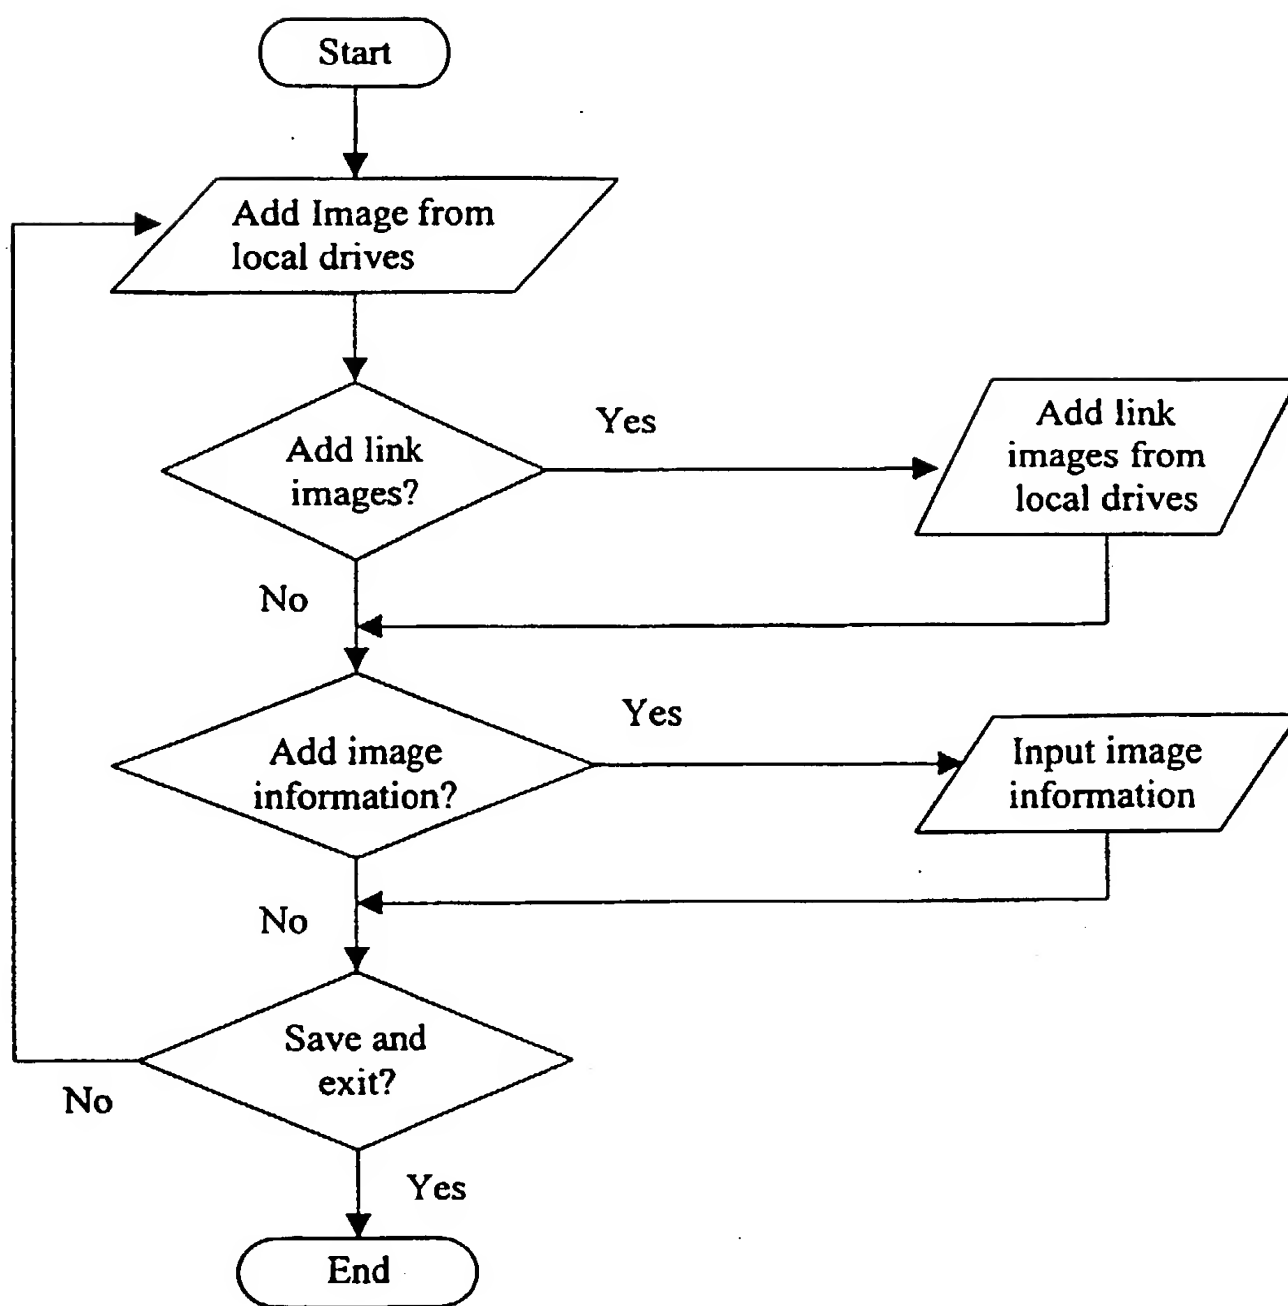 Start
Add Image from
local drives
Add link
images?
Yes
Add link
images from
local drives
No
Add image
information?
Yes
Input image
information
No
Save and
exit?
No
Yes
End